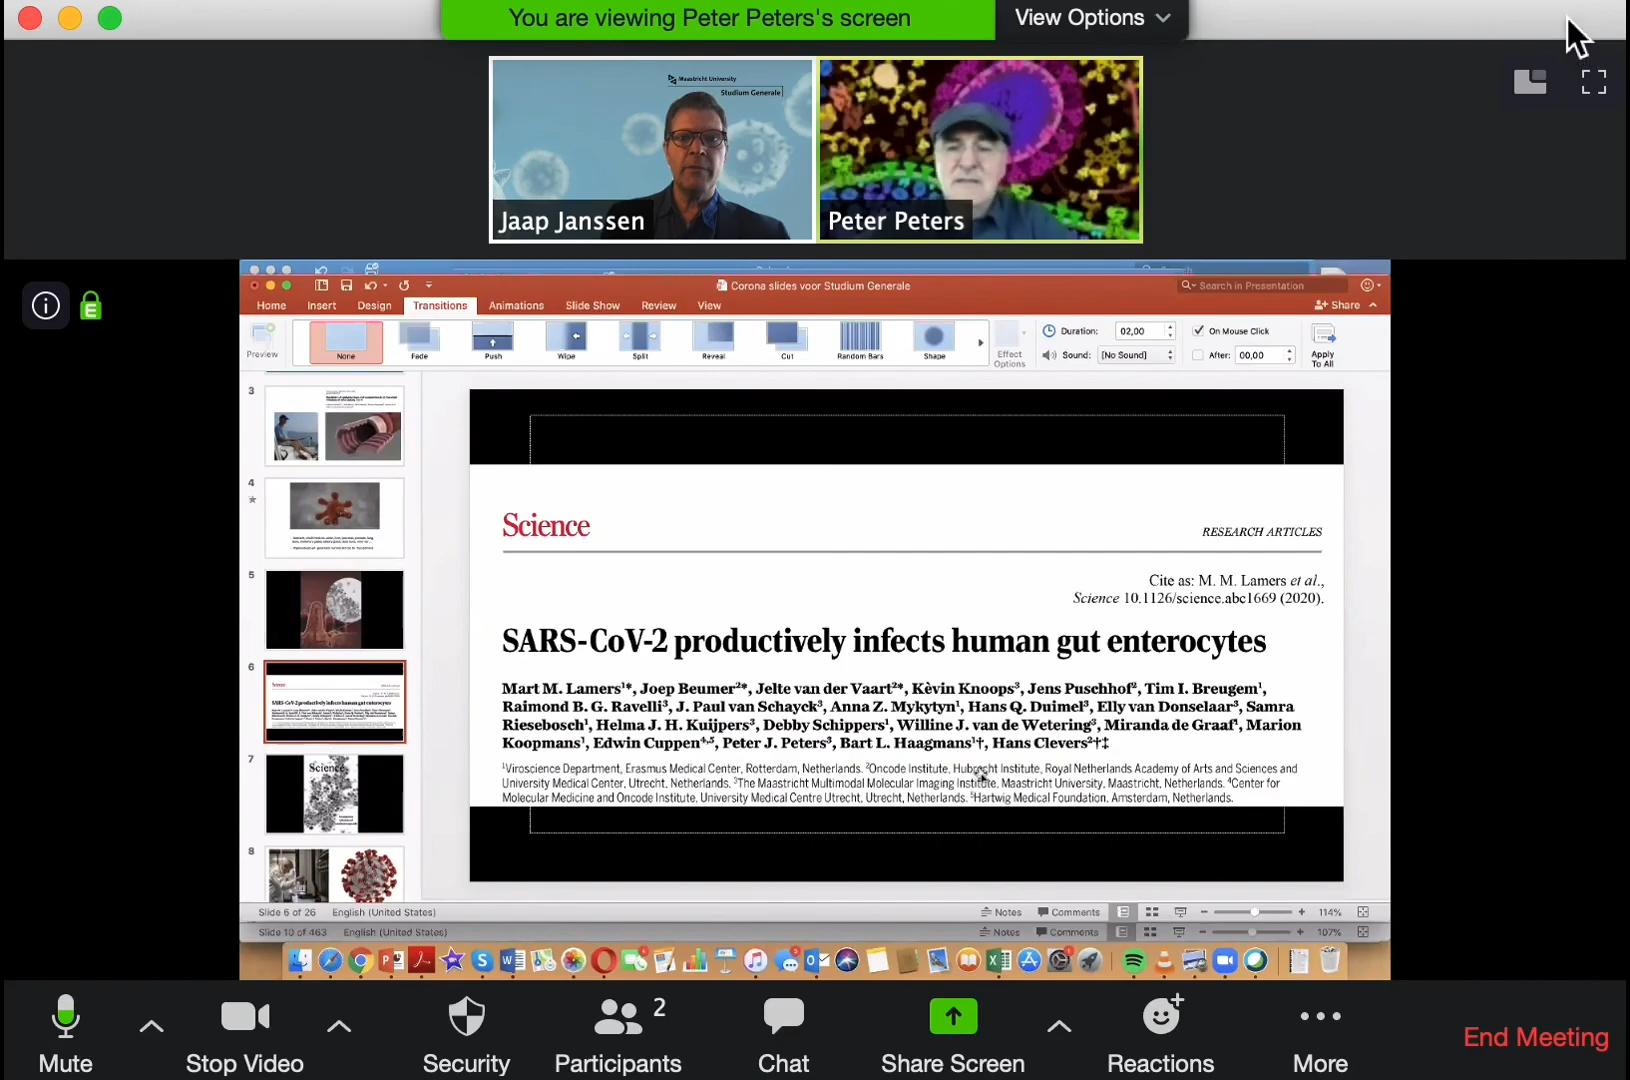 You are viewing Peter Peters's screen
View Options
Maastricht University
Studium Generale
Jaap Janssen
Peter Peters
Corona slides voor Studium Generale
Search in Presentation
Home Insert Design Transitions Animations Slide Show Review View
Share
Preview
None Fade Push Wipe Split Reveal Cut Random Bars Shape
Effect Options
Duration: 02,00
On Mouse Click
Sound: [No Sound]
After: 00,00
Apply To All
3
4
5
6
7
Science
8
Science
RESEARCH ARTICLES
Cite as: M. M. Lamers et al.,
Science 10.1126/science.abc1669 (2020).
SARS-CoV-2 productively infects human gut enterocytes
Mart M. Lamers¹*, Joep Beumer²*, Jelte van der Vaart²*, Kèvin Knoops³, Jens Puschhof², Tim I. Breugem¹,
Raimond B. G. Ravelli³, J. Paul van Schayck³, Anna Z. Mykytyn¹, Hans Q. Duimel³, Elly van Donselaar³, Samra
Riesebosch¹, Helma J. H. Kuijpers³, Debby Schippers¹, Willine J. van de Wetering³, Miranda de Graaf¹, Marion
Koopmans¹, Edwin Cuppen⁴,⁵, Peter J. Peters³, Bart L. Haagmans¹†, Hans Clevers²†‡
¹Viroscience Department, Erasmus Medical Center, Rotterdam, Netherlands. ²Oncode Institute, Hubrecht Institute, Royal Netherlands Academy of Arts and Sciences and
University Medical Center, Utrecht, Netherlands. ³The Maastricht Multimodal Molecular Imaging Institute, Maastricht University, Maastricht, Netherlands. ⁴Center for
Molecular Medicine and Oncode Institute, University Medical Centre Utrecht, Utrecht, Netherlands. ⁵Hartwig Medical Foundation, Amsterdam, Netherlands.
Slide 6 of 26 English (United States)
Notes Comments 114%
Slide 10 of 463 English (United States)
Notes Comments 107%
Mute
Stop Video
Security
Participants 2
Chat
Share Screen
Reactions
More
End Meeting